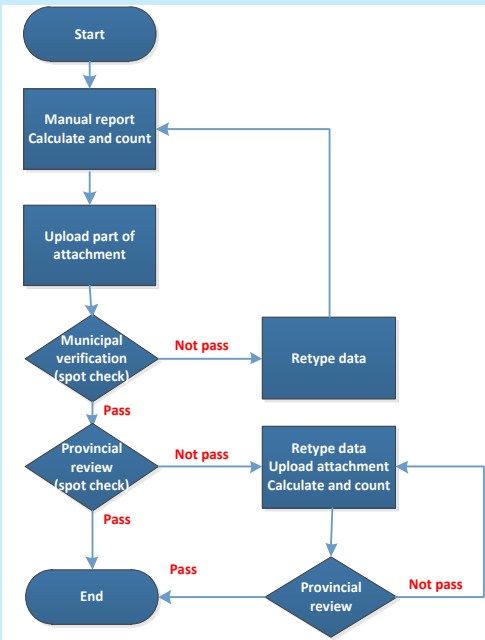 Start
Manual report
Calculate and count
Upload part of
attachment
Municipal
verification
(spot check)
Not pass
Retype data
Pass
Provincial
review
(spot check)
Not pass
Retype data
Upload attachment
Calculate and count
Pass
End
Pass
Provincial
review
Not pass